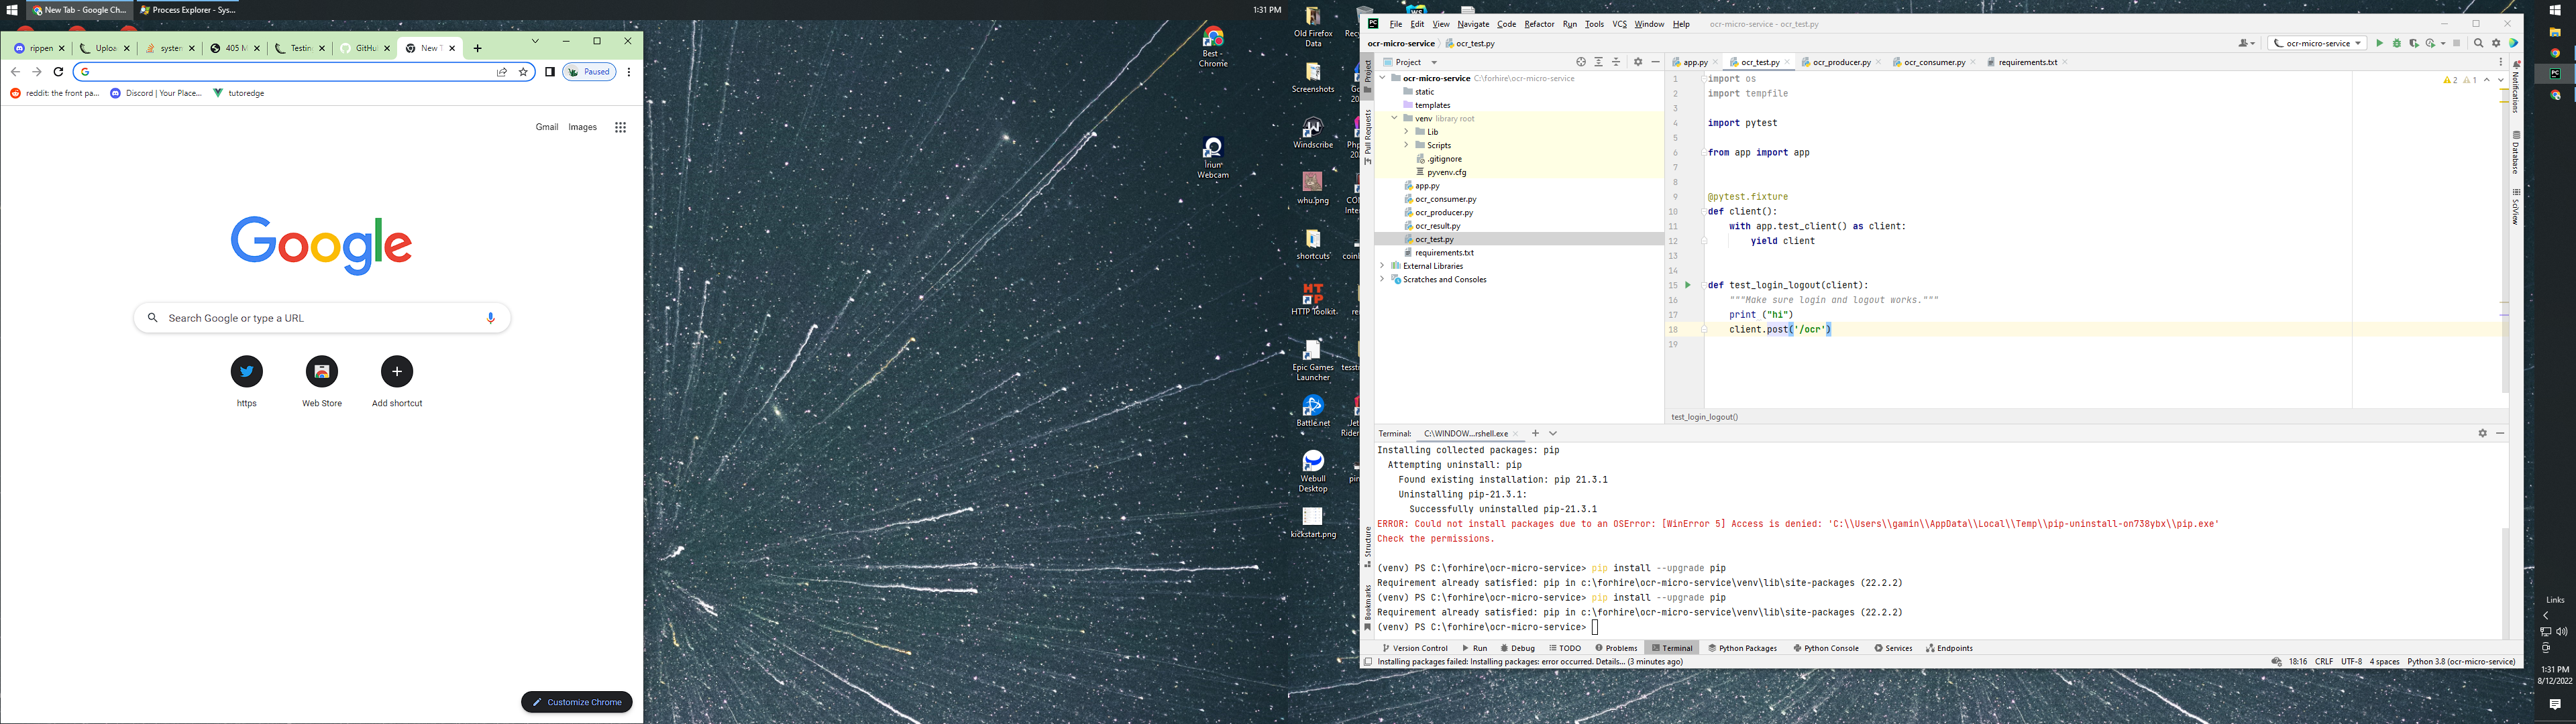 New Tab - Google Ch...
Process Explorer - Sys...
1:31 PM
rippen
Uploa
system
405 M
Testin
GitHu
New T
Paused
reddit: the front pa...
Discord | Your Place...
tutoredge
Gmail
Images
Google
Search Google or type a URL
https
Web Store
Add shortcut
Customize Chrome
Best -
Chrome
Iriun
Webcam
Old Firefox
Data
Screenshots
Windscribe
whu.png
shortcuts
HTTP Toolkit
Epic Games
Launcher
Battle.net
Webull
Desktop
kickstart.png
File
Edit
View
Navigate
Code
Refactor
Run
Tools
VCS
Window
Help
ocr-micro-service - ocr_test.py
ocr-micro-service
ocr_test.py
ocr-micro-service
Project
Pull Requests
Structure
Bookmarks
Project
ocr-micro-service C:\forhire\ocr-micro-service
static
templates
venv library root
Lib
Scripts
.gitignore
pyvenv.cfg
app.py
ocr_consumer.py
ocr_producer.py
ocr_result.py
ocr_test.py
requirements.txt
External Libraries
Scratches and Consoles
app.py
ocr_test.py
ocr_producer.py
ocr_consumer.py
requirements.txt
2
1
1 import os
2 import tempfile
3
4 import pytest
5
6 from app import app
7
8
9 @pytest.fixture
10 def client():
11 with app.test_client() as client:
12 yield client
13
14
15 def test_login_logout(client):
16 """Make sure login and logout works."""
17 print ("hi")
18 client.post('/ocr')
19
test_login_logout()
Notifications
Database
SciView
Terminal:
C:\WINDOW...rshell.exe
Installing collected packages: pip
Attempting uninstall: pip
Found existing installation: pip 21.3.1
Uninstalling pip-21.3.1:
Successfully uninstalled pip-21.3.1
ERROR: Could not install packages due to an OSError: [WinError 5] Access is denied: 'C:\\Users\\gamin\\AppData\\Local\\Temp\\pip-uninstall-on738ybx\\pip.exe'
Check the permissions.
(venv) PS C:\forhire\ocr-micro-service> pip install --upgrade pip
Requirement already satisfied: pip in c:\forhire\ocr-micro-service\venv\lib\site-packages (22.2.2)
(venv) PS C:\forhire\ocr-micro-service> pip install --upgrade pip
Requirement already satisfied: pip in c:\forhire\ocr-micro-service\venv\lib\site-packages (22.2.2)
(venv) PS C:\forhire\ocr-micro-service>
Version Control
Run
Debug
TODO
Problems
Terminal
Python Packages
Python Console
Services
Endpoints
Installing packages failed: Installing packages: error occurred. Details... (3 minutes ago)
18:16
CRLF
UTF-8
4 spaces
Python 3.8 (ocr-micro-service)
Links
1:31 PM
8/12/2022